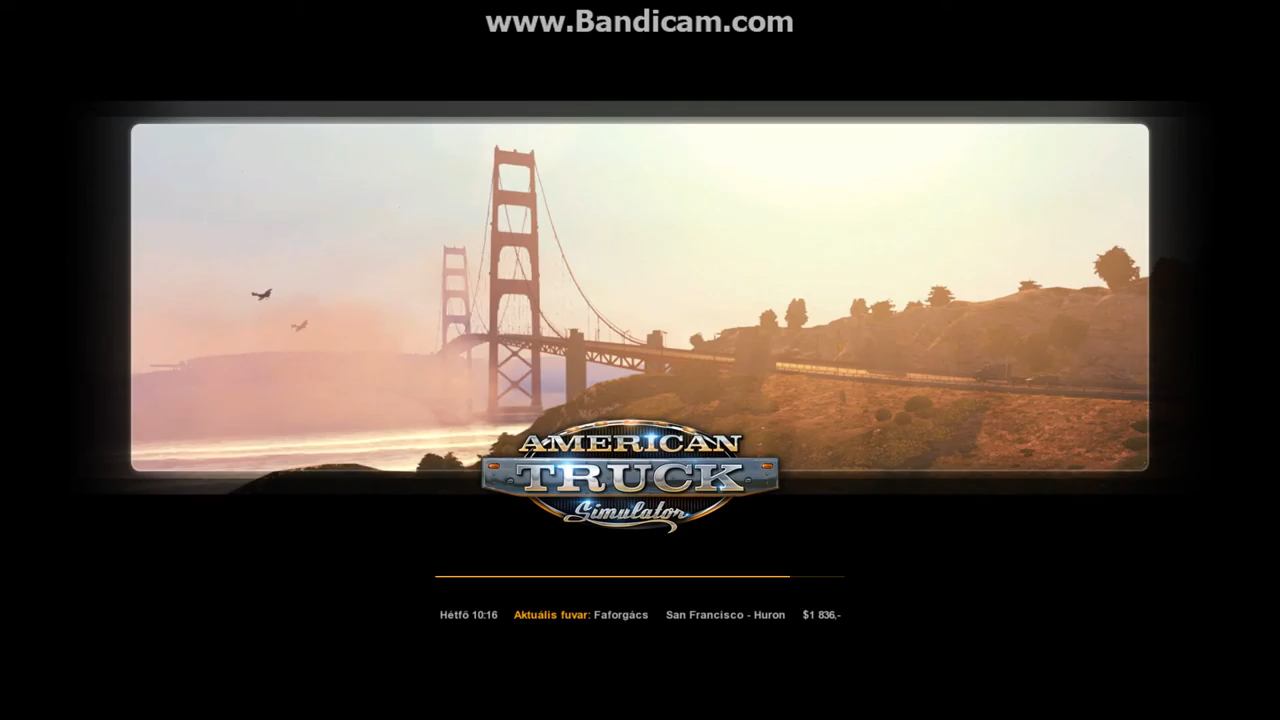 www.Bandicam.com
AMERICAN
TRUCK
Simulator
Hétfő 10:16 Aktuális fuvar: Faforgács San Francisco - Huron $1 836,-